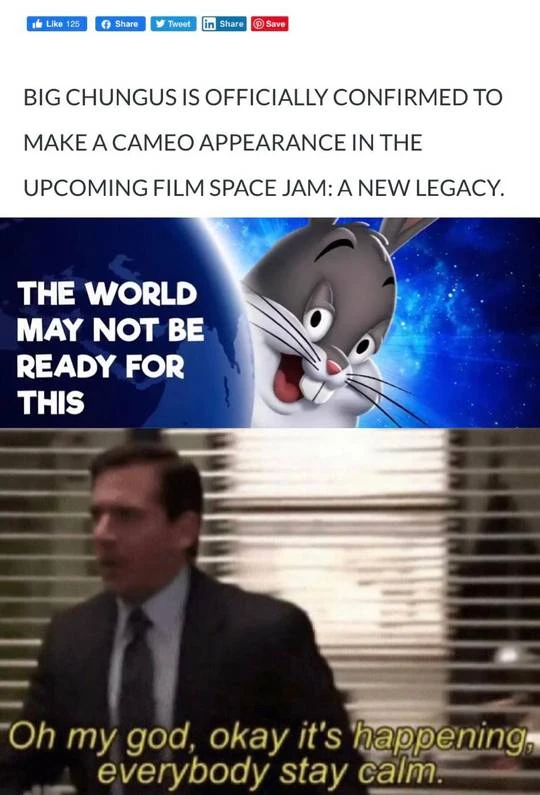 Like 125 Share Tweet in Share Save
BIG CHUNGUS IS OFFICIALLY CONFIRMED TO
MAKE A CAMEO APPEARANCE IN THE
UPCOMING FILM SPACE JAM: A NEW LEGACY.
THE WORLD
MAY NOT BE
READY FOR
THIS
Oh my god, okay it's happening,
everybody stay calm.